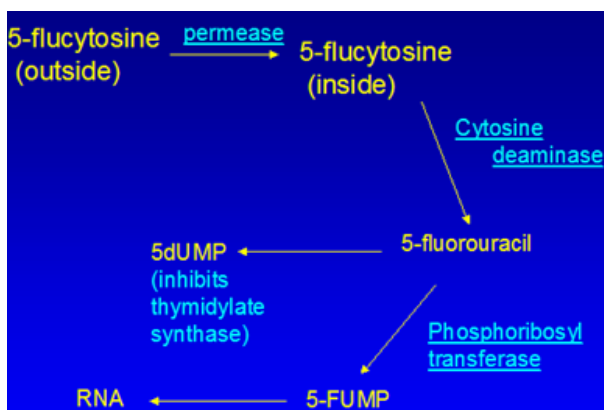 5-flucytosine
(outside)
permease
5-flucytosine
(inside)
Cytosine
deaminase
5-fluorouracil
5dUMP
(inhibits
thymidylate
synthase)
Phosphoribosyl
transferase
5-FUMP
RNA